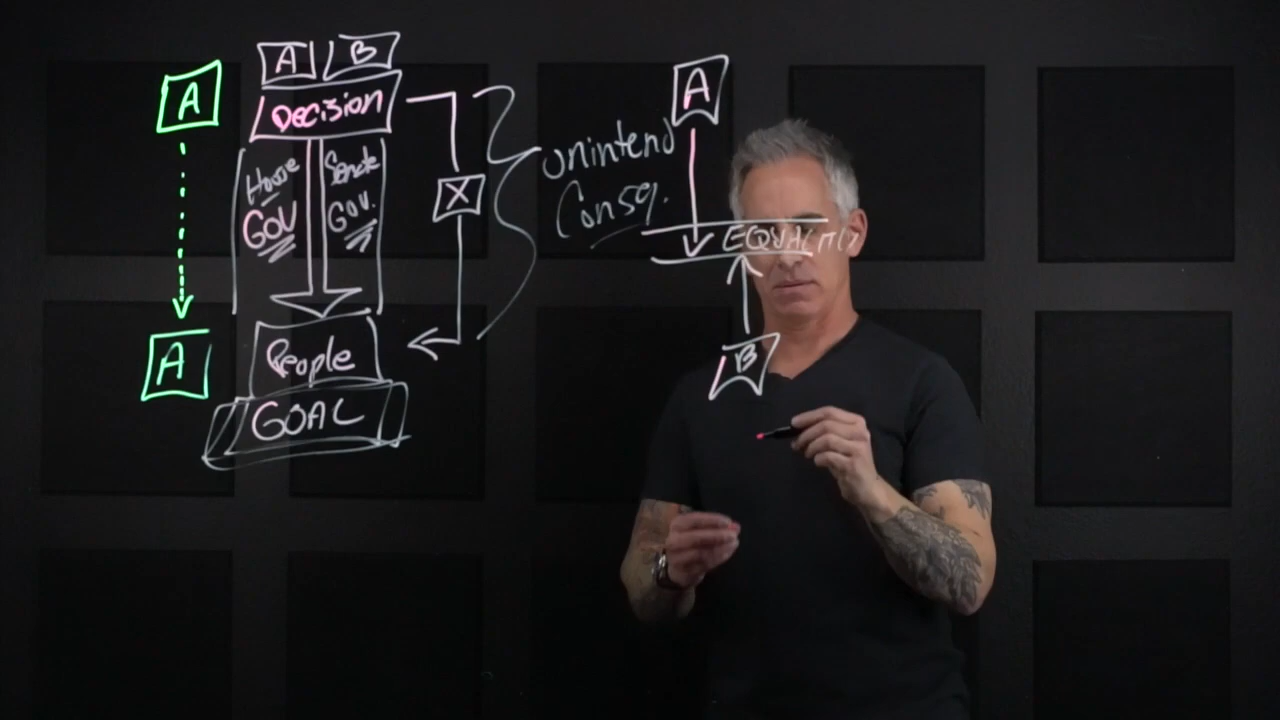 A
A
B
Decision
House
GOV
Senate
GOV.
X
People
GOAL
A
unintend
Consq.
A
EQUALITY
B